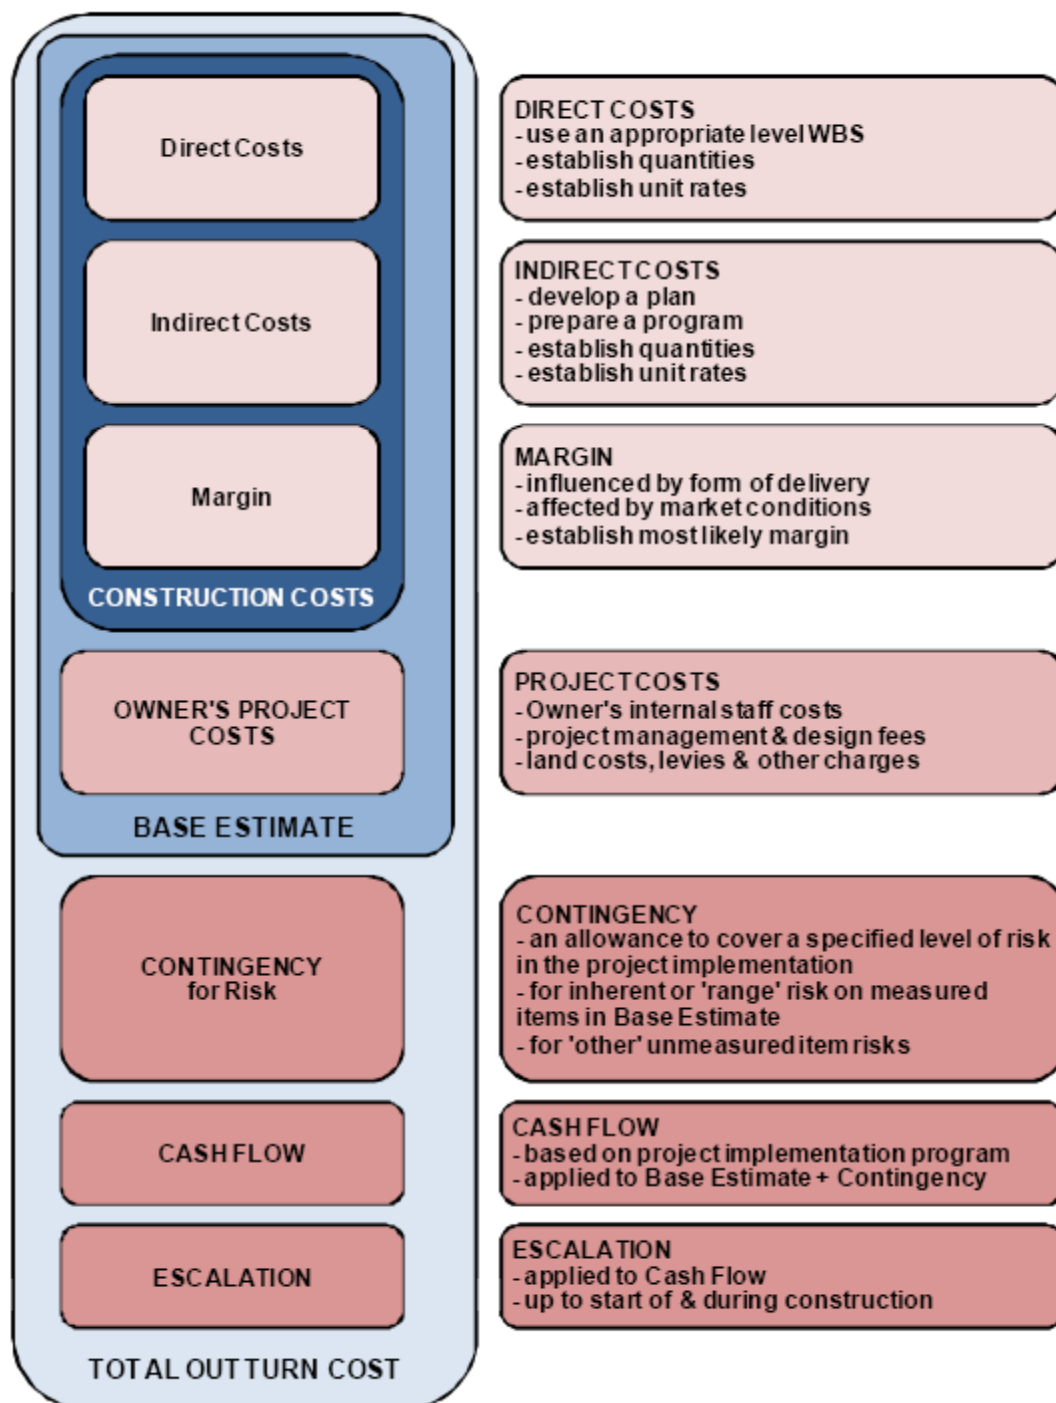 Direct Costs
DIRECT COSTS
- use an appropriate level WBS
- establish quantities
- establish unit rates
Indirect Costs
INDIRECT COSTS
- develop a plan
- prepare a program
- establish quantities
- establish unit rates
Margin
MARGIN
- influenced by form of delivery
- affected by market conditions
- establish most likely margin
CONSTRUCTION COSTS
OWNER'S PROJECT
COSTS
PROJECT COSTS
- Owner's internal staff costs
- project management & design fees
- land costs, levies & other charges
BASE ESTIMATE
CONTINGENCY
for Risk
CONTINGENCY
- an allowance to cover a specified level of risk
in the project implementation
- for inherent or 'range' risk on measured
items in Base Estimate
- for 'other' unmeasured item risks
CASH FLOW
CASH FLOW
- based on project implementation program
- applied to Base Estimate + Contingency
ESCALATION
ESCALATION
- applied to Cash Flow
- up to start of & during construction
TOTAL OUTTURN COST